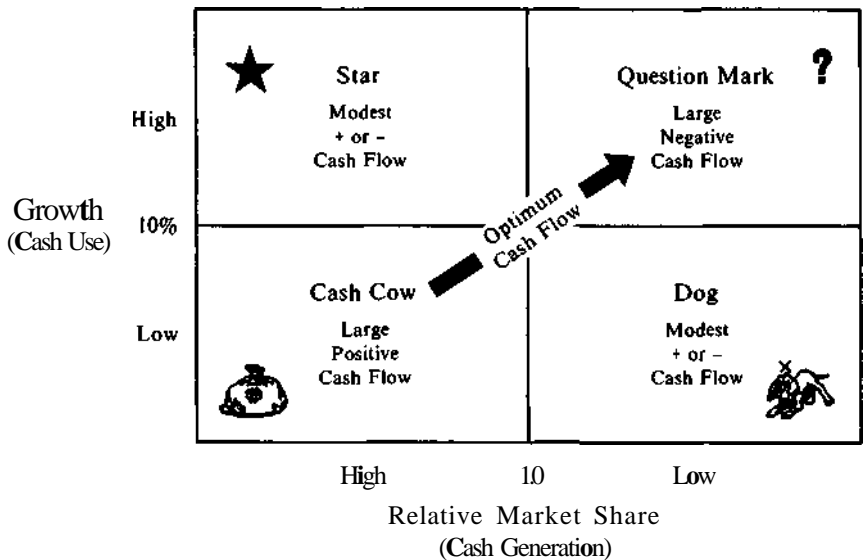 Star
Modest
+ or –
Cash Flow
Question Mark
?
Large
Negative
Cash Flow
High
Growth
(Cash Use)
10%
Optimum
Cash Flow
Cash Cow
Large
Positive
Cash Flow
Dog
Modest
+ or –
Cash Flow
Low
High
1.0
Low
Relative Market Share
(Cash Generation)